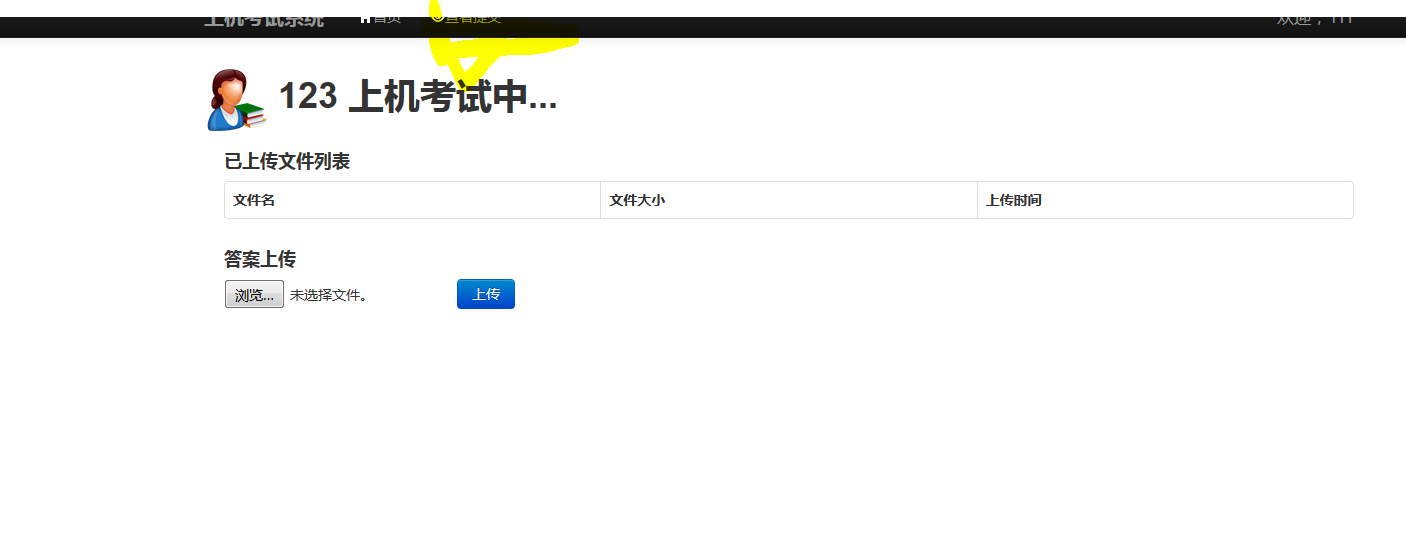 上机考试系统 首页 查看提交 欢迎，111
123 上机考试中...
已上传文件列表
文件名 文件大小 上传时间
答案上传
浏览... 未选择文件。 上传